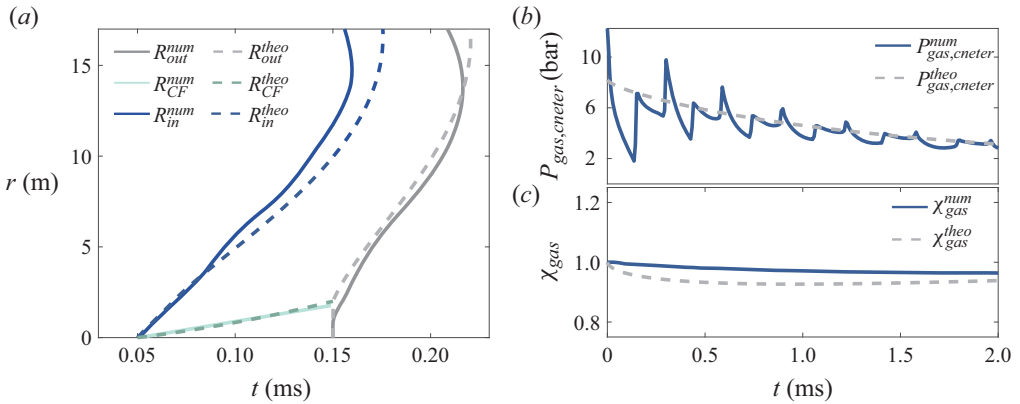 (a)
R_out^num
R_out^theo
R_CF^num
R_CF^theo
R_in^num
R_in^theo
15
10
5
0
r (m)
0.05
0.10
0.15
0.20
t (ms)
(b)
P_gas,cneter^num
P_gas,cneter^theo
10
6
2
P_gas,cneter (bar)
(c)
χ_gas^num
χ_gas^theo
1.2
1.0
0.8
χ_gas
0
0.5
1.0
1.5
2.0
t (ms)